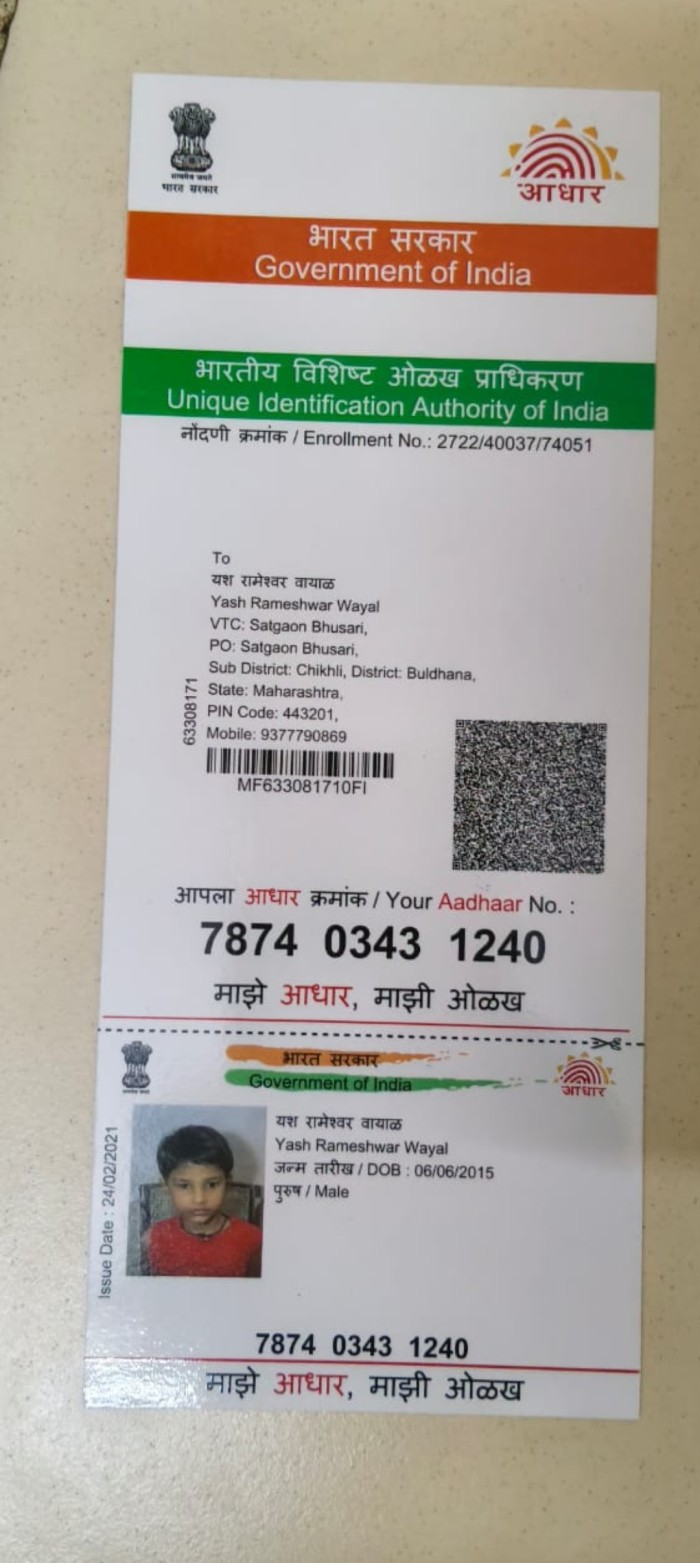 सत्यमेव जयते
भारत सरकार
आधार
भारत सरकार
Government of India
भारतीय विशिष्ट ओळख प्राधिकरण
Unique Identification Authority of India
नोंदणी क्रमांक / Enrollment No.: 2722/40037/74051
To
यश रामेश्वर वायाळ
Yash Rameshwar Wayal
VTC: Satgaon Bhusari,
PO: Satgaon Bhusari,
Sub District: Chikhli, District: Buldhana,
State: Maharashtra,
PIN Code: 443201,
Mobile: 9377790869
63308171
MF633081710FI
आपला आधार क्रमांक / Your Aadhaar No. :
7874 0343 1240
माझे आधार, माझी ओळख
भारत सरकार
Government of India
आधार
Issue Date : 24/02/2021
यश रामेश्वर वायाळ
Yash Rameshwar Wayal
जन्म तारीख / DOB : 06/06/2015
पुरुष / Male
7874 0343 1240
माझे आधार, माझी ओळख